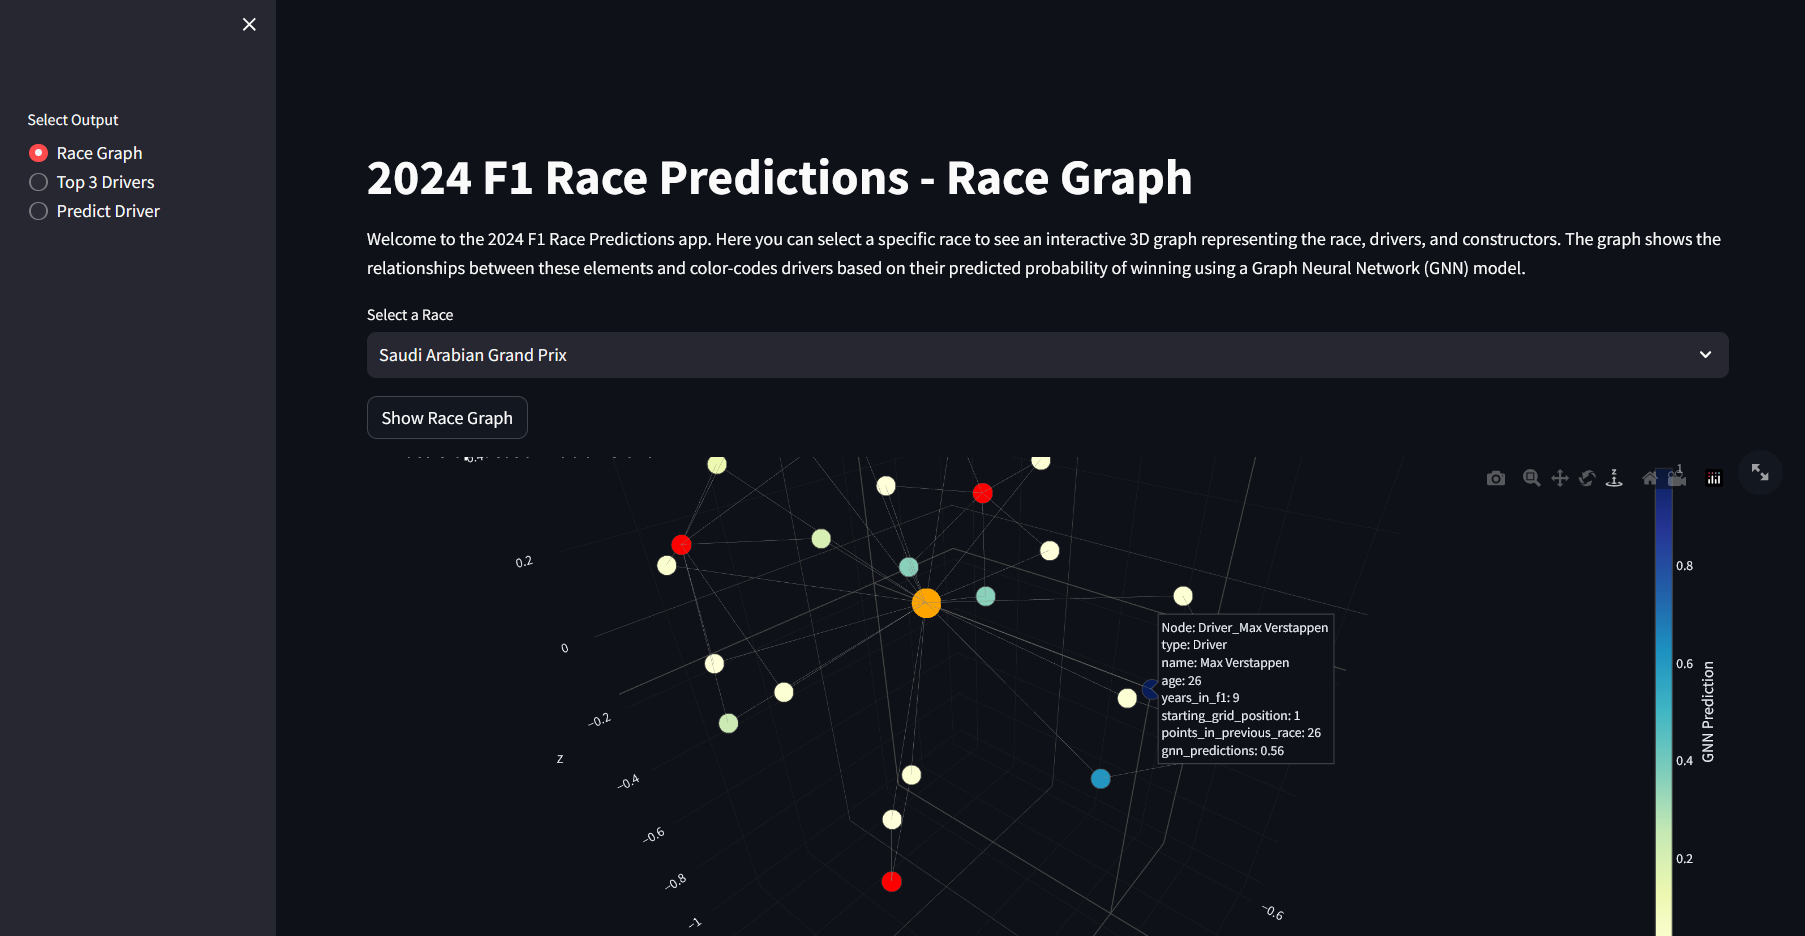 Select Output
Race Graph
Top 3 Drivers
Predict Driver
2024 F1 Race Predictions - Race Graph
Welcome to the 2024 F1 Race Predictions app. Here you can select a specific race to see an interactive 3D graph representing the race, drivers, and constructors. The graph shows the
relationships between these elements and color-codes drivers based on their predicted probability of winning using a Graph Neural Network (GNN) model.
Select a Race
Saudi Arabian Grand Prix
Show Race Graph
z
1
0.2
0
−0.2
z
−0.4
−0.6
−0.8
−1
−0.6
Node: Driver_Max Verstappen
type: Driver
name: Max Verstappen
age: 26
years_in_f1: 9
starting_grid_position: 1
points_in_previous_race: 26
gnn_predictions: 0.56
0.8
0.6
0.4
0.2
GNN Prediction